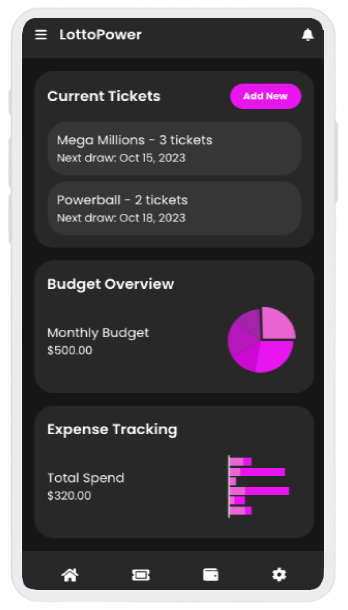 LottoPower
Current Tickets
Add New
Mega Millions - 3 tickets
Next draw: Oct 15, 2023
Powerball - 2 tickets
Next draw: Oct 18, 2023
Budget Overview
Monthly Budget
$500.00
Expense Tracking
Total Spend
$320.00